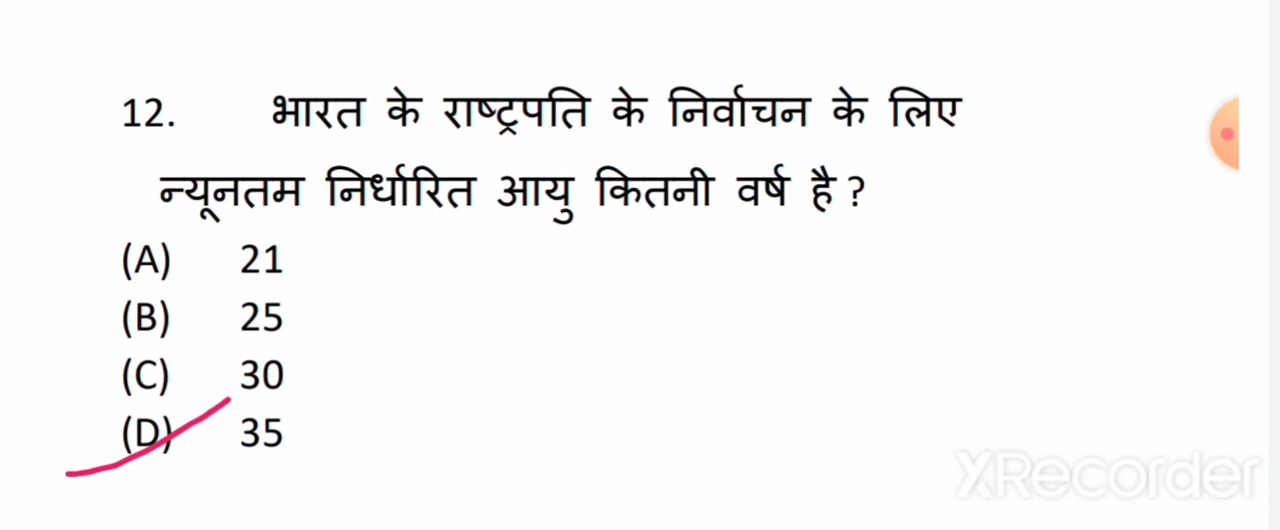 12. भारत के राष्ट्रपति के निर्वाचन के लिए
न्यूनतम निर्धारित आयु कितनी वर्ष है ?
(A) 21
(B) 25
(C) 30
(D) 35
XRecorder